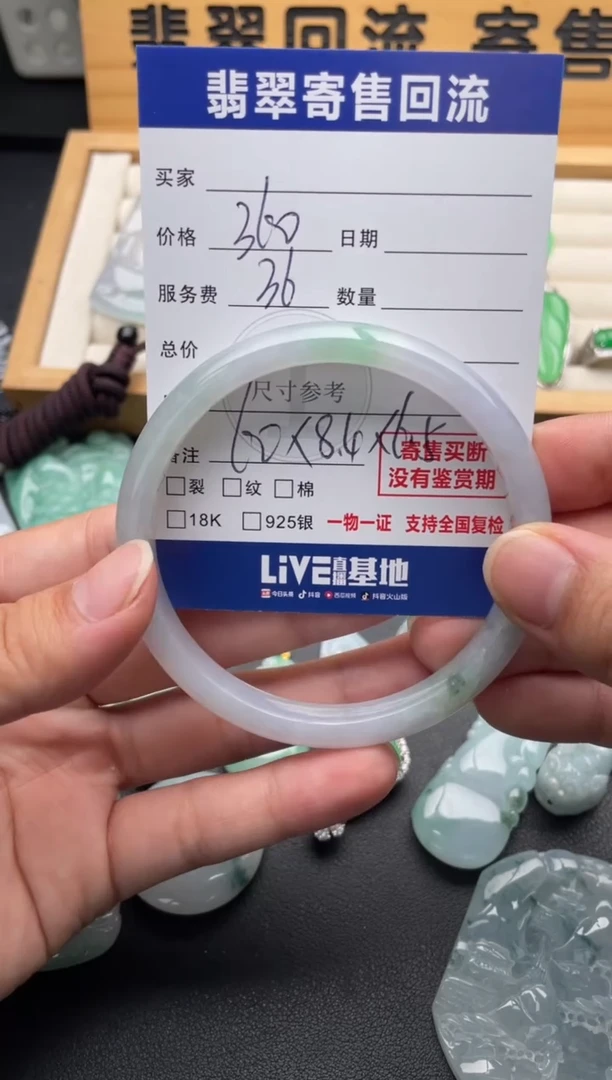 翡翠回流 寄售
翡翠寄售回流
买家
价格 360 日期
服务费 36 数量
总价
尺寸参考
备注 60×8.4×6.5
寄售买断
没有鉴赏期
裂 纹 棉
18K 925银 一物一证 支持全国复检
LiVE直播基地
今日头条 抖音 西瓜视频 抖音火山版